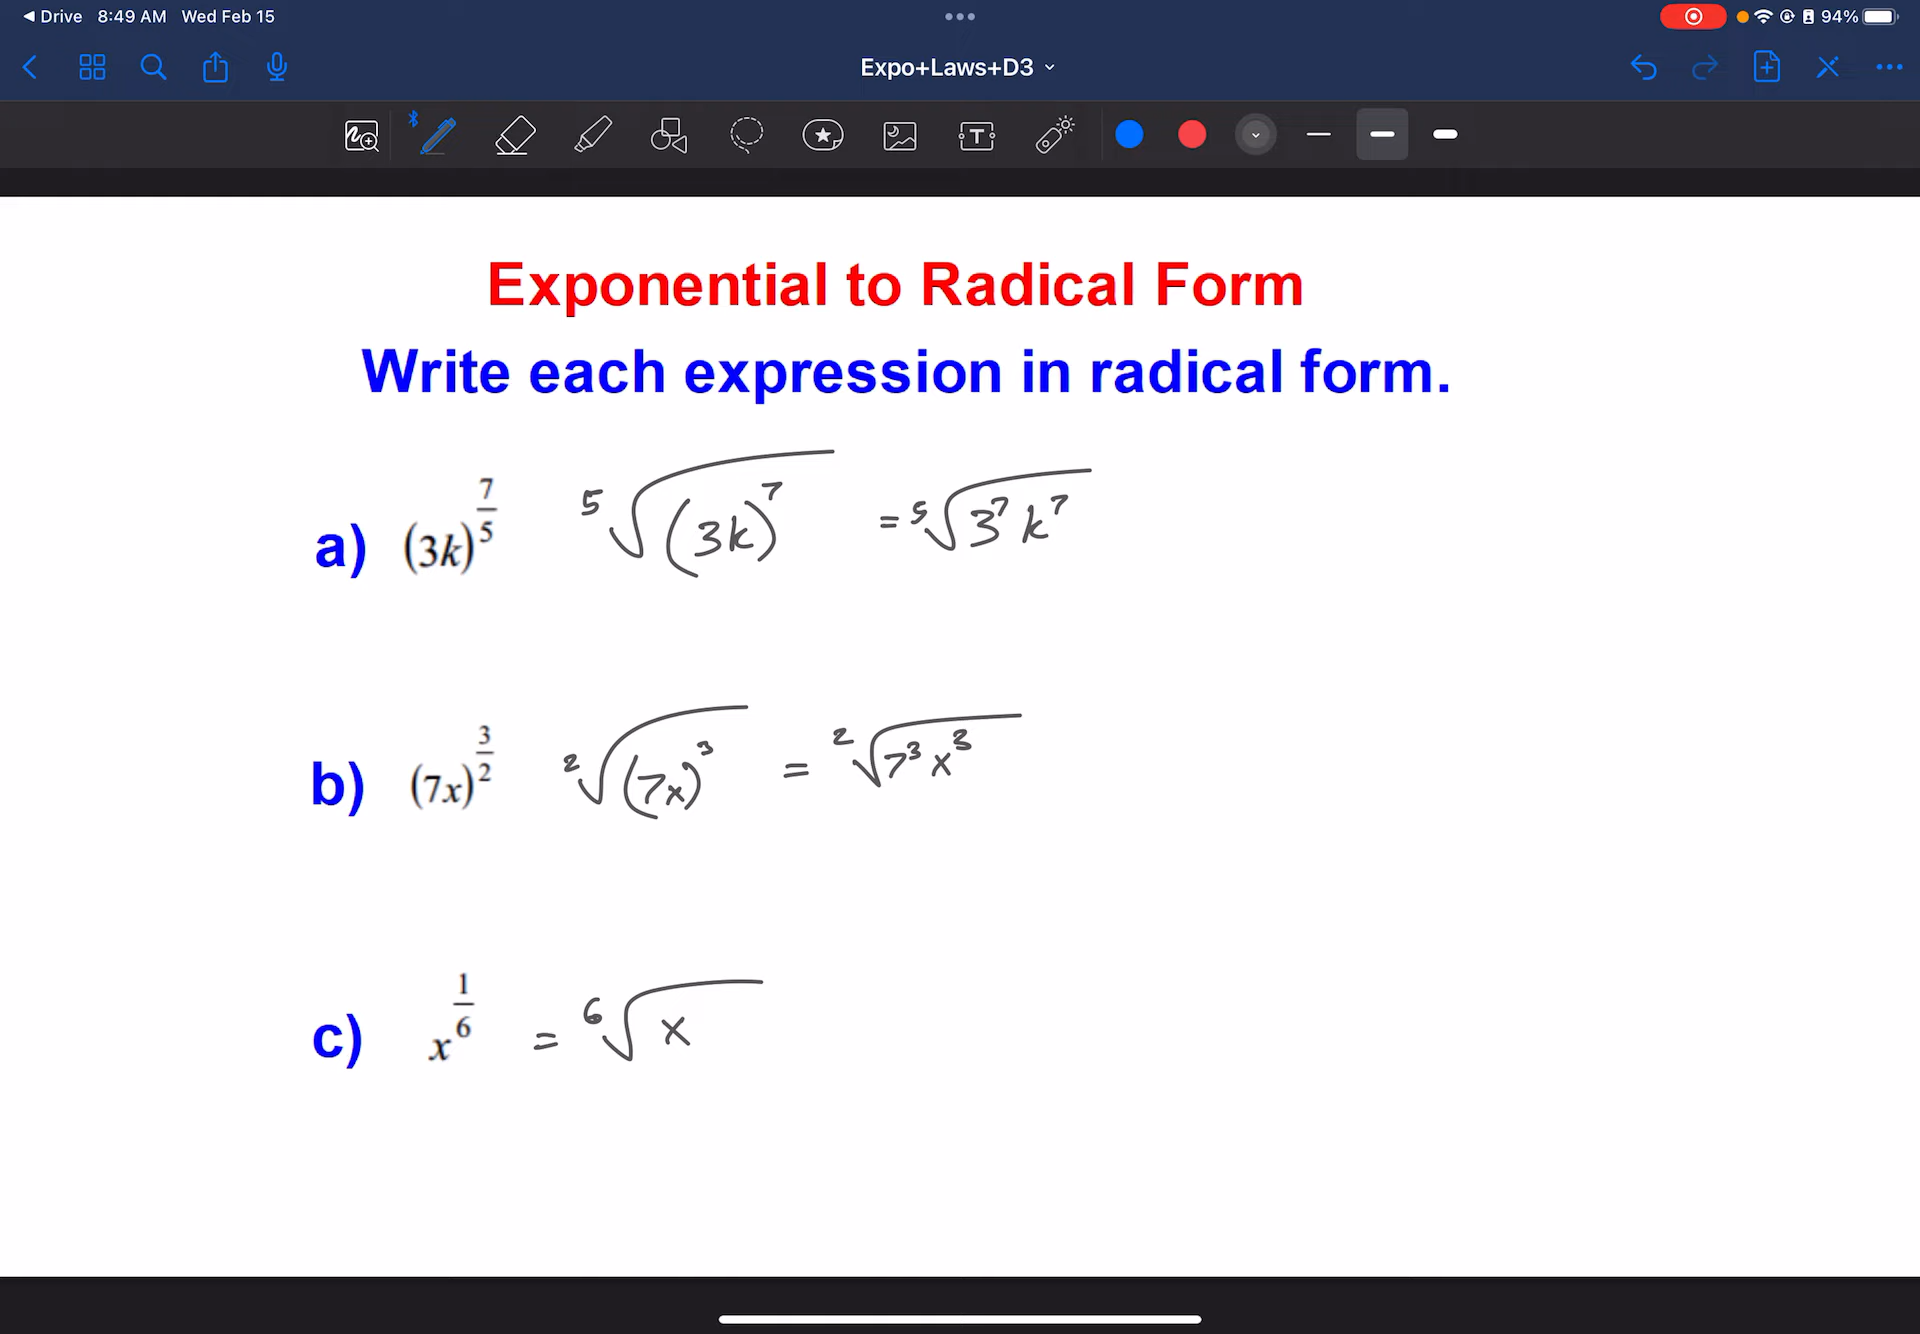 ◀ Drive 8:49 AM Wed Feb 15 94%
Expo+Laws+D3
T
Exponential to Radical Form
Write each expression in radical form.
a) (3k)^(7/5) ⁵√((3k)⁷) = ⁵√(3⁷k⁷)
b) (7x)^(3/2) ²√((7x)³) = ²√(7³x³)
c) x^(1/6) = ⁶√x